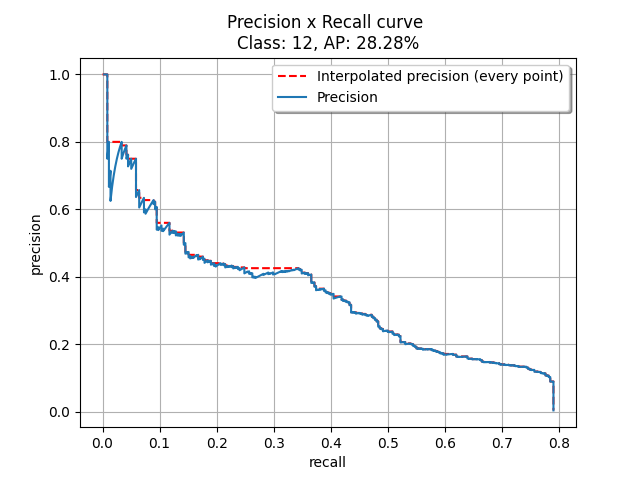 Precision x Recall curve
Class: 12, AP: 28.28%
Interpolated precision (every point)
Precision
1.0
0.8
0.6
0.4
0.2
0.0
precision
0.0 0.1 0.2 0.3 0.4 0.5 0.6 0.7 0.8
recall